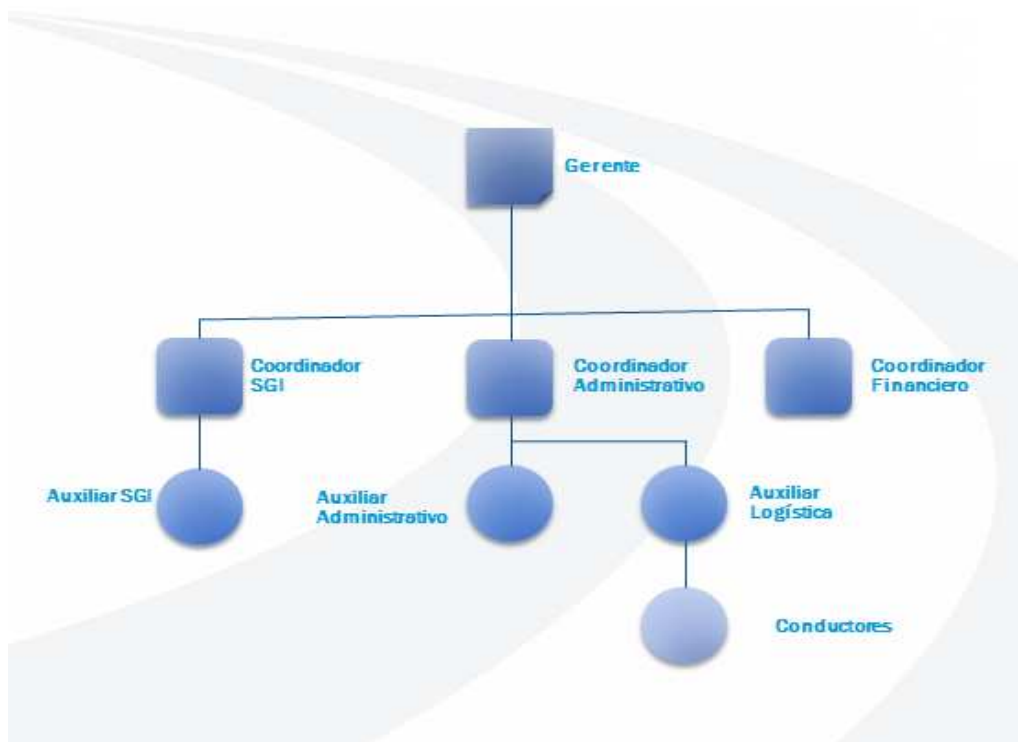 Gerente
Coordinador
SGI
Coordinador
Administrativo
Coordinador
Financiero
Auxiliar SGI
Auxiliar
Administrativo
Auxiliar
Logística
Conductores